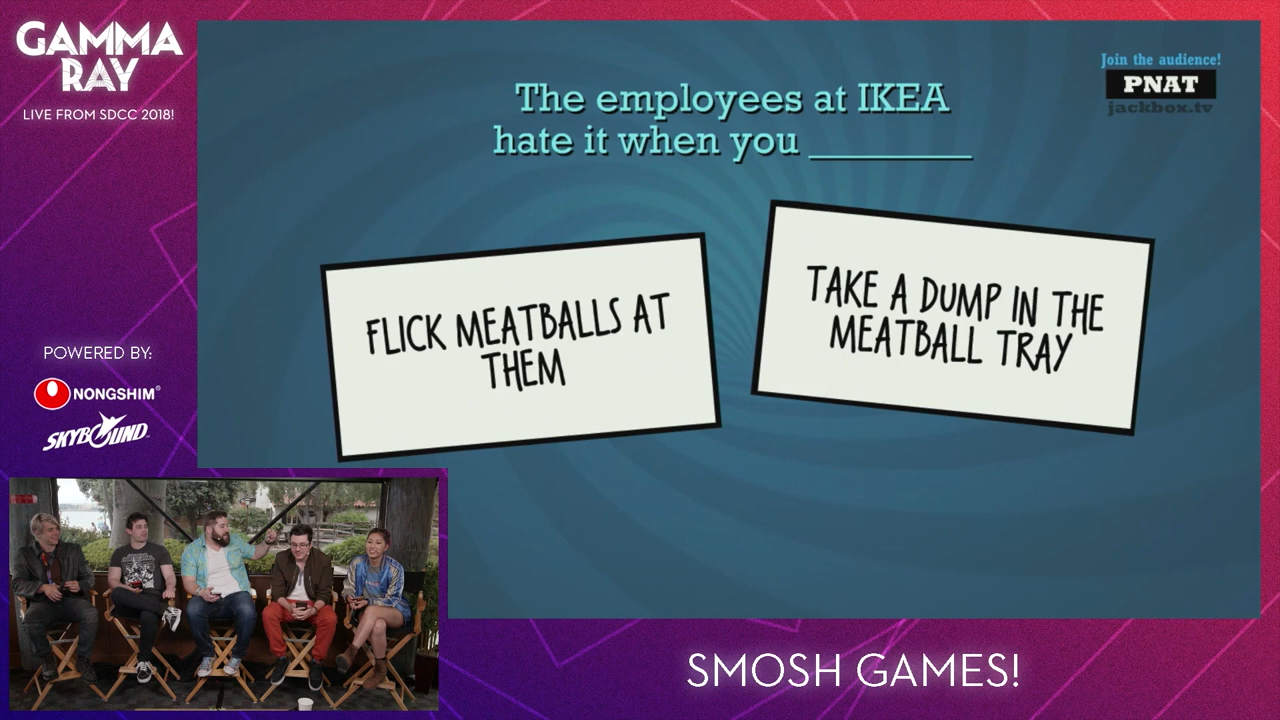 GAMMA
RAY
LIVE FROM SDCC 2018!
Join the audience!
PNAT
jackbox.tv
The employees at IKEA
hate it when you ________
FLICK MEATBALLS AT
THEM
TAKE A DUMP IN THE
MEATBALL TRAY
POWERED BY:
NONGSHIM®
SKYBOUND
SMOSH GAMES!